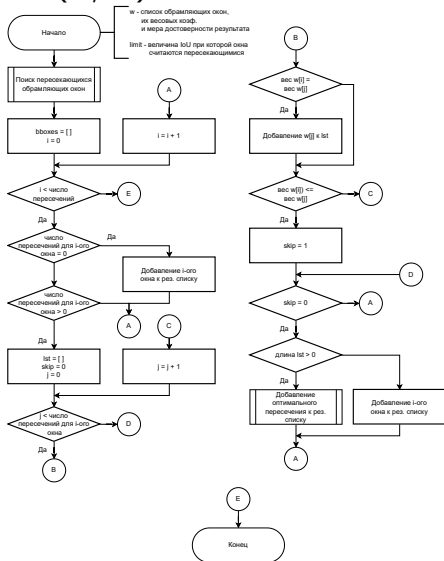 w - список обрамляющих окон,
их весовых коэф.
и мера достоверности результата
limit - величина IoU при которой окна
считаются пересекающимися
Начало
Поиск пересекающихся
обрамляющих окон
bboxes = [ ]
i = 0
A
i = i + 1
i < число
пересечений
E
Да
число
пересечений для i-ого
окна = 0
Да
Добавление i-ого
окна к рез. списку
число
пересечений для i-ого
окна > 0
A
Да
lst = [ ]
skip = 0
j = 0
C
j = j + 1
j < число
пересечений для i-ого
окна
D
Да
B
B
вес w[i] =
вес w[j]
Да
Добавление w[j] к lst
вес w[i]) <=
вес w[j]
C
Да
skip = 1
D
skip = 0
A
Да
длина lst > 0
Да
Добавление
оптимального
пересечения к рез.
списку
Добавление i-ого
окна к рез. списку
A
E
Конец